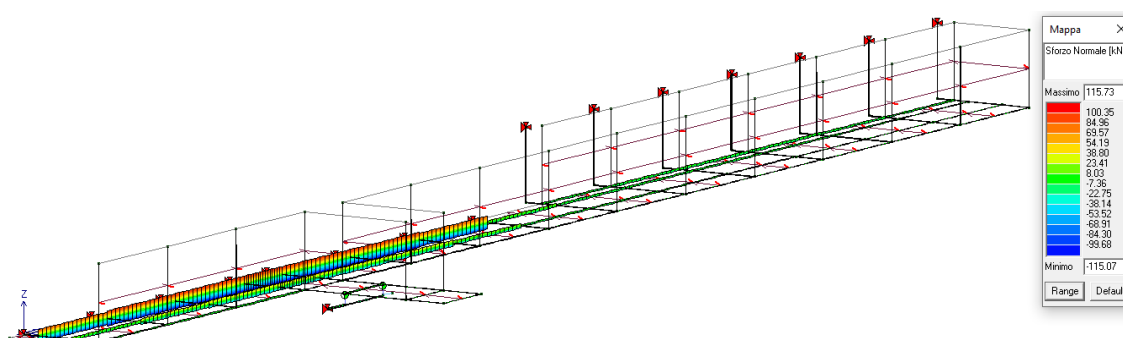 Mappa
Sforzo Normale [kN
Massimo 115.73
100.35
84.96
69.57
54.19
38.80
23.41
8.03
-7.36
-22.75
-38.14
-53.52
-68.91
-84.30
-99.68
Minimo -115.07
Range Defaul
Z